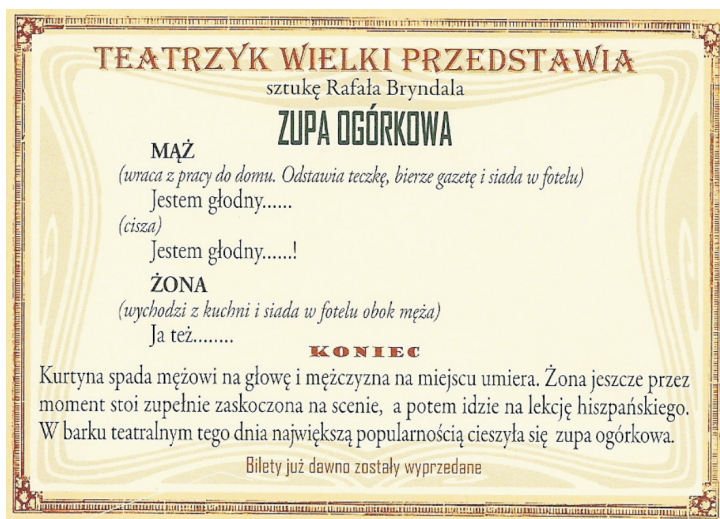 TEATRZYK WIELKI PRZEDSTAWIA
sztukę Rafała Bryndala
ZUPA OGÓRKOWA
MĄŻ
(wraca z pracy do domu. Odstawia teczkę, bierze gazetę i siada w fotelu)
Jestem głodny......
(cisza)
Jestem głodny......!
ŻONA
(wychodzi z kuchni i siada w fotelu obok męża)
Ja też........
KONIEC
Kurtyna spada mężowi na głowę i mężczyzna na miejscu umiera. Żona jeszcze przez
moment stoi zupełnie zaskoczona na scenie, a potem idzie na lekcję hiszpańskiego.
W barku teatralnym tego dnia największą popularnością cieszyła się zupa ogórkowa.
Bilety już dawno zostały wyprzedane